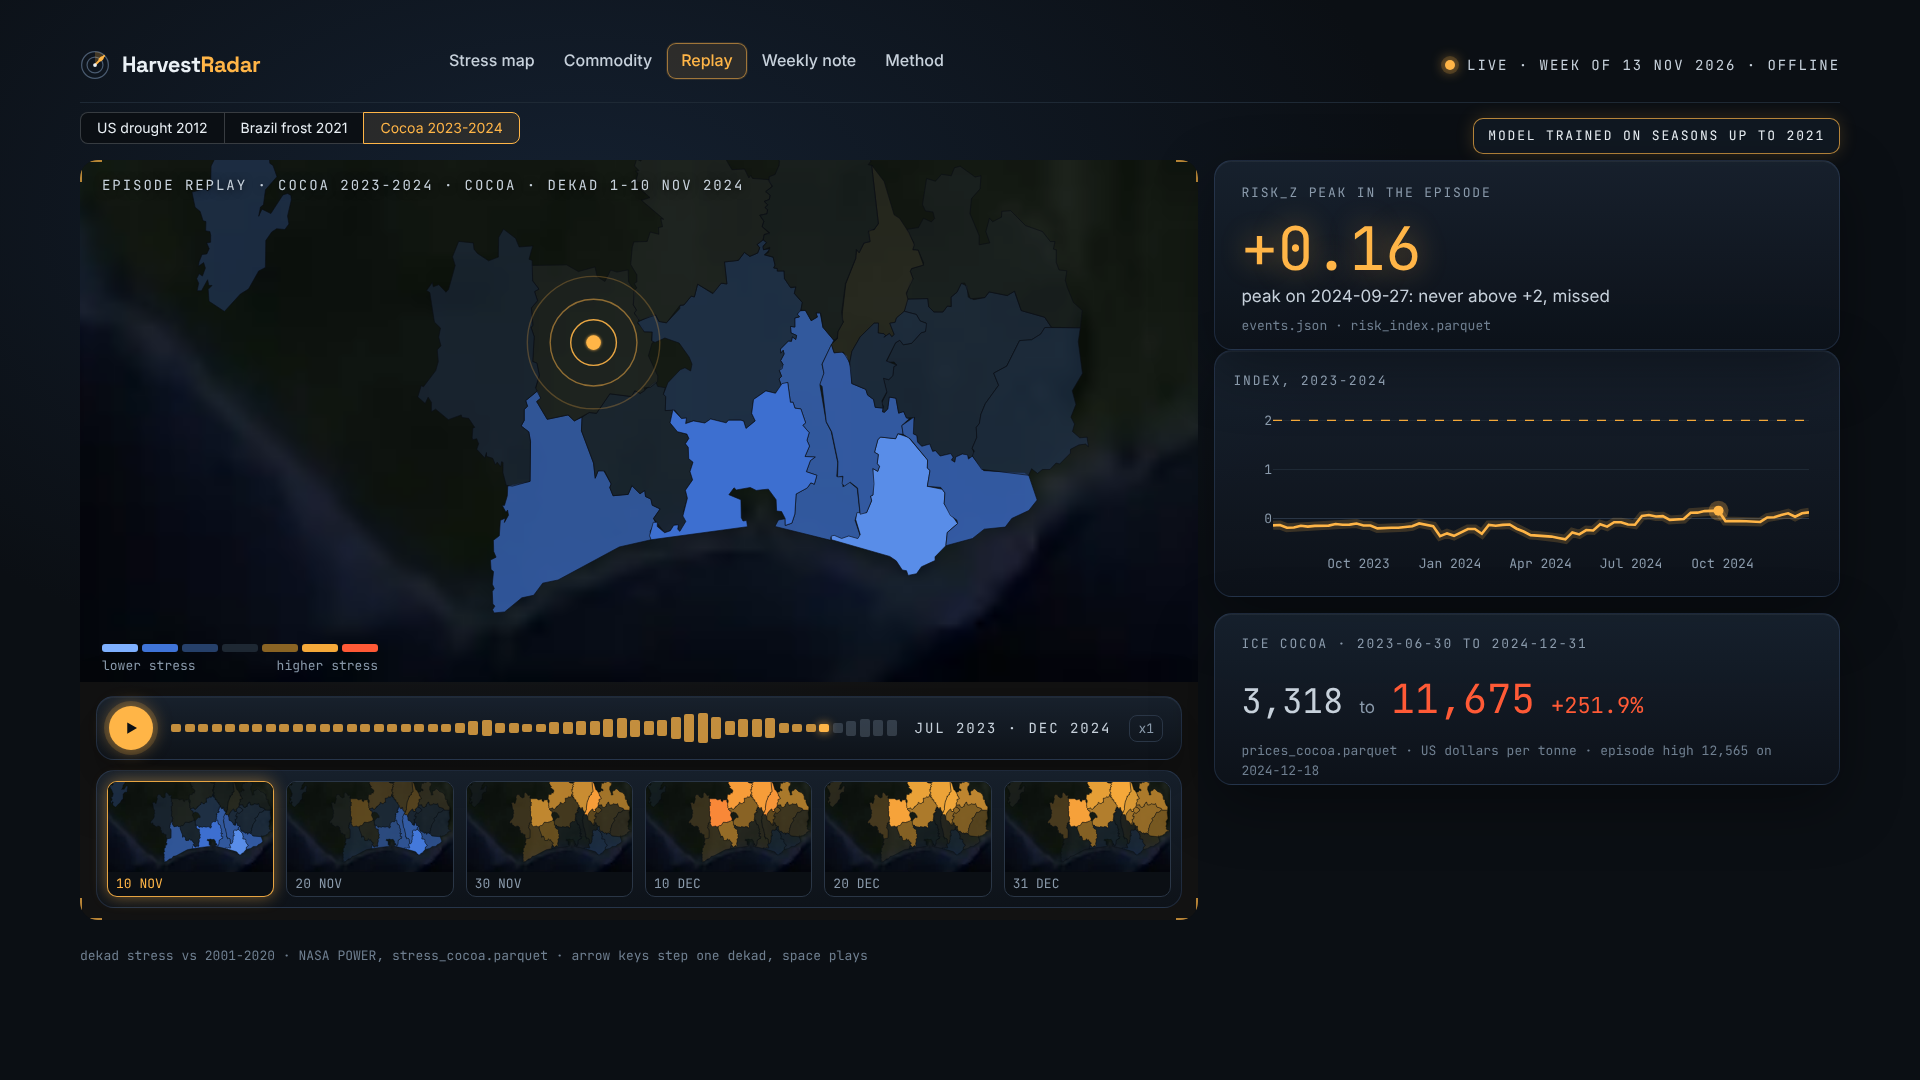 HarvestRadar
Stress map
Commodity
Replay
Weekly note
Method
LIVE · WEEK OF 13 NOV 2026 · OFFLINE
US drought 2012
Brazil frost 2021
Cocoa 2023-2024
MODEL TRAINED ON SEASONS UP TO 2021
EPISODE REPLAY · COCOA 2023-2024 · COCOA · DEKAD 1-10 NOV 2024
lower stress
higher stress
JUL 2023 · DEC 2024
x1
10 NOV
20 NOV
30 NOV
10 DEC
20 DEC
31 DEC
RISK_Z PEAK IN THE EPISODE
+0.16
peak on 2024-09-27: never above +2, missed
events.json · risk_index.parquet
INDEX, 2023-2024
2
1
0
Oct 2023
Jan 2024
Apr 2024
Jul 2024
Oct 2024
ICE COCOA · 2023-06-30 TO 2024-12-31
3,318 to 11,675 +251.9%
prices_cocoa.parquet · US dollars per tonne · episode high 12,565 on
2024-12-18
dekad stress vs 2001-2020 · NASA POWER, stress_cocoa.parquet · arrow keys step one dekad, space plays